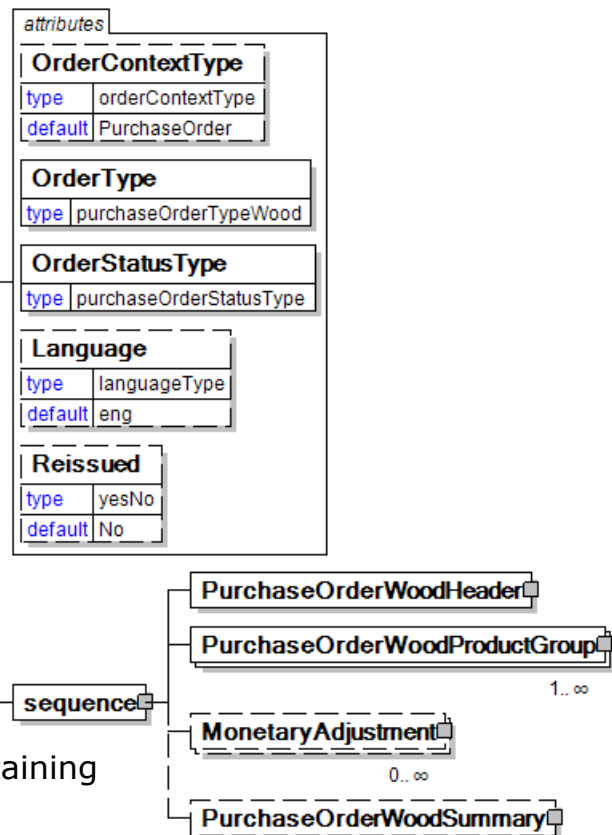 attributes
OrderContextType
type orderContextType
default PurchaseOrder
OrderType
type purchaseOrderTypeWood
OrderStatusType
type purchaseOrderStatusType
Language
type languageType
default eng
Reissued
type yesNo
default No
PurchaseOrderWoodHeader
PurchaseOrderWoodProductGroup
1.. ∞
sequence
MonetaryAdjustment
taining
0.. ∞
PurchaseOrderWoodSummary